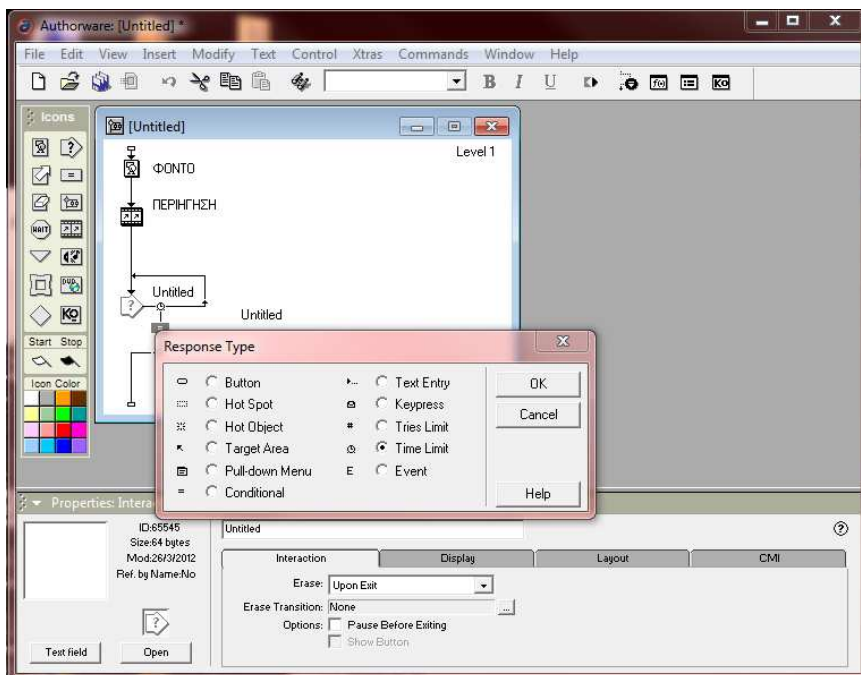 Authorware: [Untitled] *
File Edit View Insert Modify Text Control Xtras Commands Window Help
B I U
Icons
[Untitled]
Level 1
ΦΟΝΤΟ
ΠΕΡΙΗΓΗΣΗ
WAIT
Untitled
Untitled
Start Stop
Icon Color
Response Type
Button
Hot Spot
Hot Object
Target Area
Pull-down Menu
Conditional
Text Entry
Keypress
Tries Limit
Time Limit
E Event
OK
Cancel
Help
Properties: Intera
ID:65545
Size:64 bytes
Mod:26/3/2012
Ref. by Name:No
Text field
Open
Untitled
Interaction Display Layout CMI
Erase: Upon Exit
Erase Transition: None ...
Options: Pause Before Exiting
Show Button